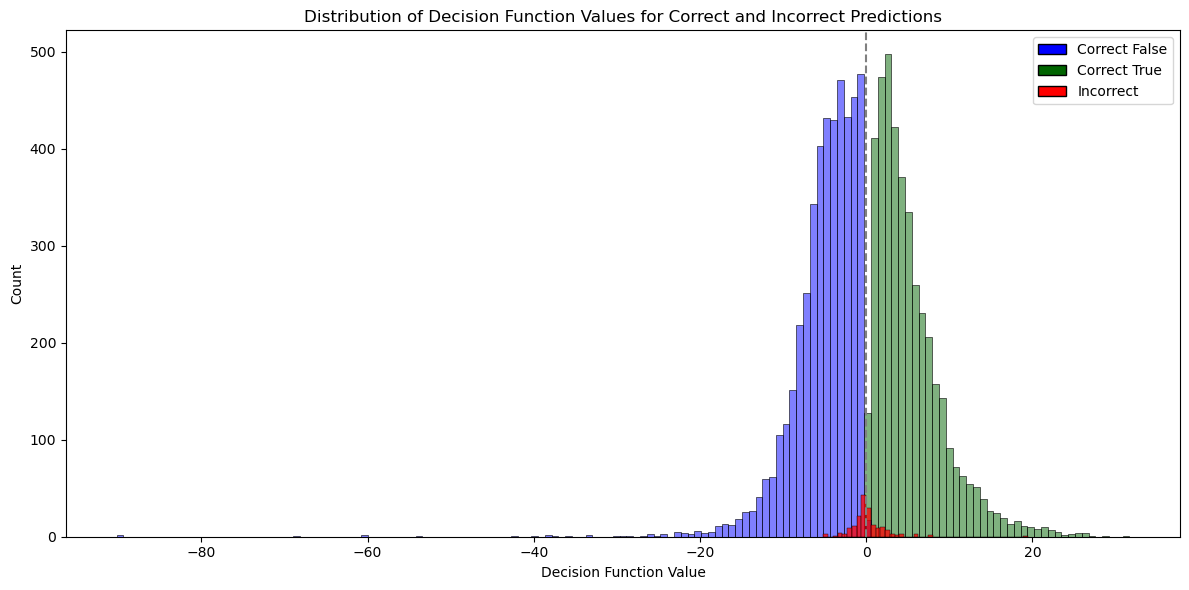 Distribution of Decision Function Values for Correct and Incorrect Predictions
Correct False
Correct True
Incorrect
Count
500
400
300
200
100
0
−80 −60 −40 −20 0 20
Decision Function Value